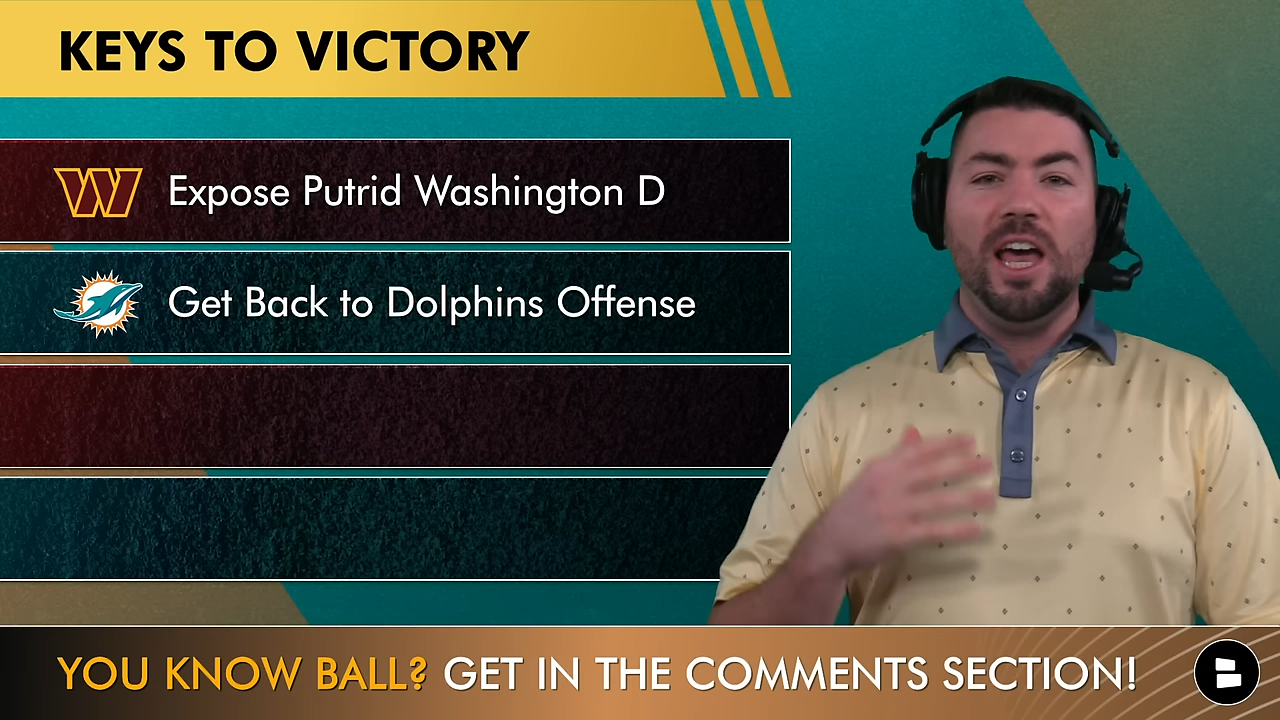 KEYS TO VICTORY
Expose Putrid Washington D
Get Back to Dolphins Offense
YOU KNOW BALL? GET IN THE COMMENTS SECTION!